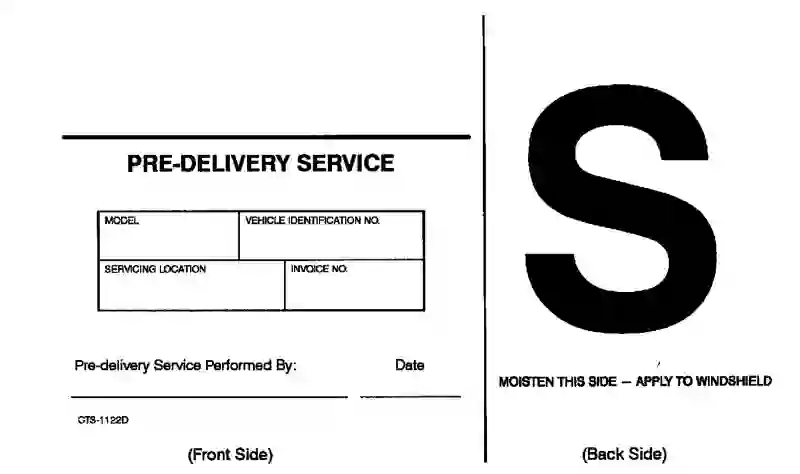 PRE-DELIVERY SERVICE
MODEL
VEHICLE IDENTIFICATION NO.
SERVICING LOCATION
INVOICE NO.
Pre-delivery Service Performed By:
Date
CTS-1122D
(Front Side)
S
MOISTEN THIS SIDE — APPLY TO WINDSHIELD
(Back Side)